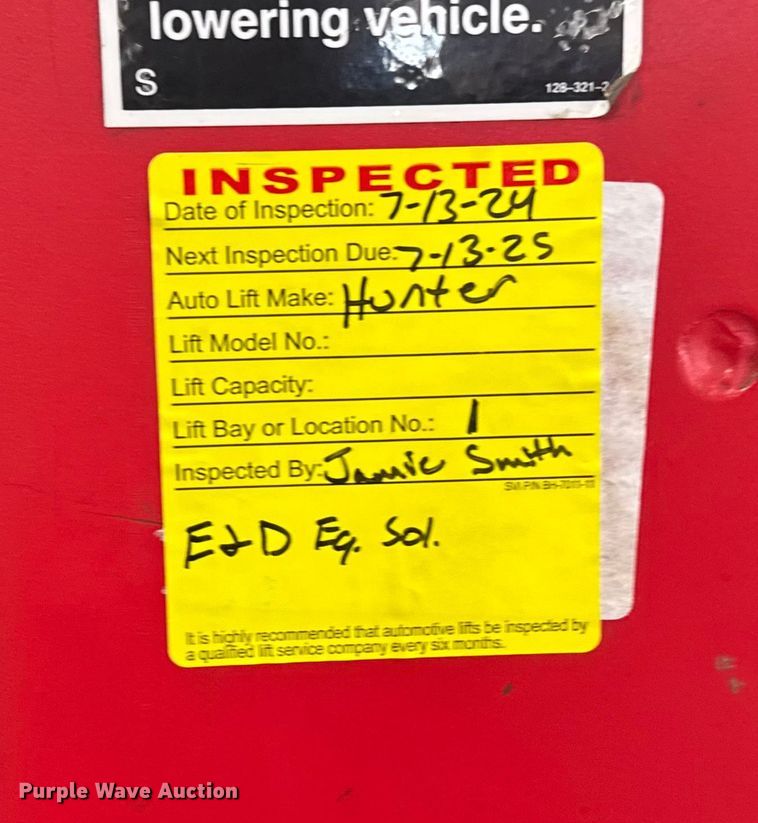 lowering vehicle.
S
128-321-2
INSPECTED
Date of Inspection: 7-13-24
Next Inspection Due: 7-13-25
Auto Lift Make: Hunter
Lift Model No.:
Lift Capacity:
Lift Bay or Location No.: 1
Inspected By: Jamie Smith
E&D Eq. Sol.
It is highly recommended that automotive lifts be inspected by
a qualified lift service company every six months.
Purple Wave Auction